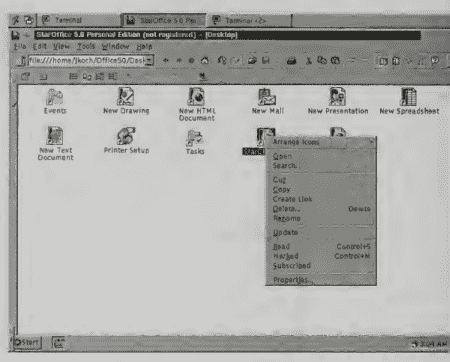 Terminal StarOffice 5.0 Per Terminal <2>
StarOffice 5.0 Personal Edition (not registered) - [Desktop]
File Edit View Tools Window Help
file:///home/jkoch/Office50/Desk
Events
New Drawing
New HTML
Document
New Mail
New Presentation
New Spreadsheet
New Text
Document
Printer Setup
Tasks
Arrange Icons
Open
Search...
Cut
Copy
Create Link
Delete... Delete
Rename
Update
Read Control+S
Marked Control+M
Subscribed
Properties...
Start
AM